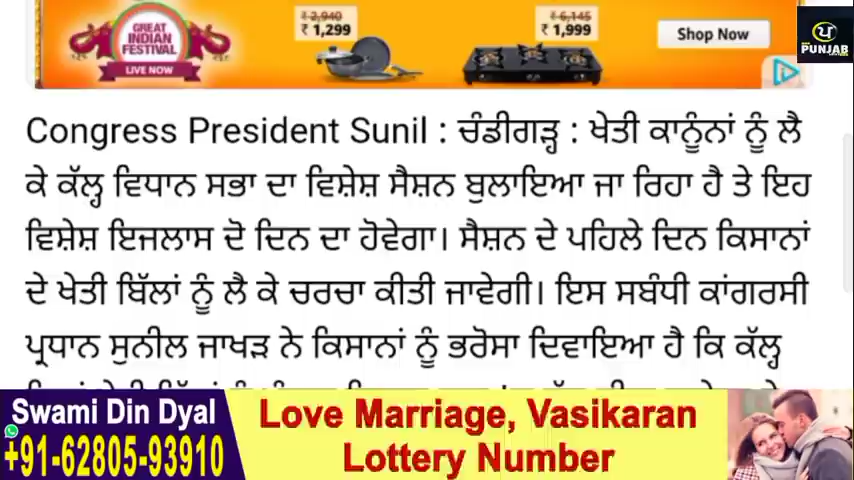 GREAT
INDIAN
FESTIVAL
LIVE NOW
₹ 2,940
₹ 1,299
₹ 6,145
₹ 1,999
Shop Now
ਪ
PUNJAB
Congress President Sunil : ਚੰਡੀਗੜ੍ਹ : ਖੇਤੀ ਕਾਨੂੰਨਾਂ ਨੂੰ ਲੈ
ਕੇ ਕੱਲ੍ਹ ਵਿਧਾਨ ਸਭਾ ਦਾ ਵਿਸ਼ੇਸ਼ ਸੈਸ਼ਨ ਬੁਲਾਇਆ ਜਾ ਰਿਹਾ ਹੈ ਤੇ ਇਹ
ਵਿਸ਼ੇਸ਼ ਇਜਲਾਸ ਦੋ ਦਿਨ ਦਾ ਹੋਵੇਗਾ। ਸੈਸ਼ਨ ਦੇ ਪਹਿਲੇ ਦਿਨ ਕਿਸਾਨਾਂ
ਦੇ ਖੇਤੀ ਬਿੱਲਾਂ ਨੂੰ ਲੈ ਕੇ ਚਰਚਾ ਕੀਤੀ ਜਾਵੇਗੀ। ਇਸ ਸਬੰਧੀ ਕਾਂਗਰਸੀ
ਪ੍ਰਧਾਨ ਸੁਨੀਲ ਜਾਖੜ ਨੇ ਕਿਸਾਨਾਂ ਨੂੰ ਭਰੋਸਾ ਦਿਵਾਇਆ ਹੈ ਕਿ ਕੱਲ੍ਹ
Swami Din Dyal
+91-62805-93910
Love Marriage, Vasikaran
Lottery Number